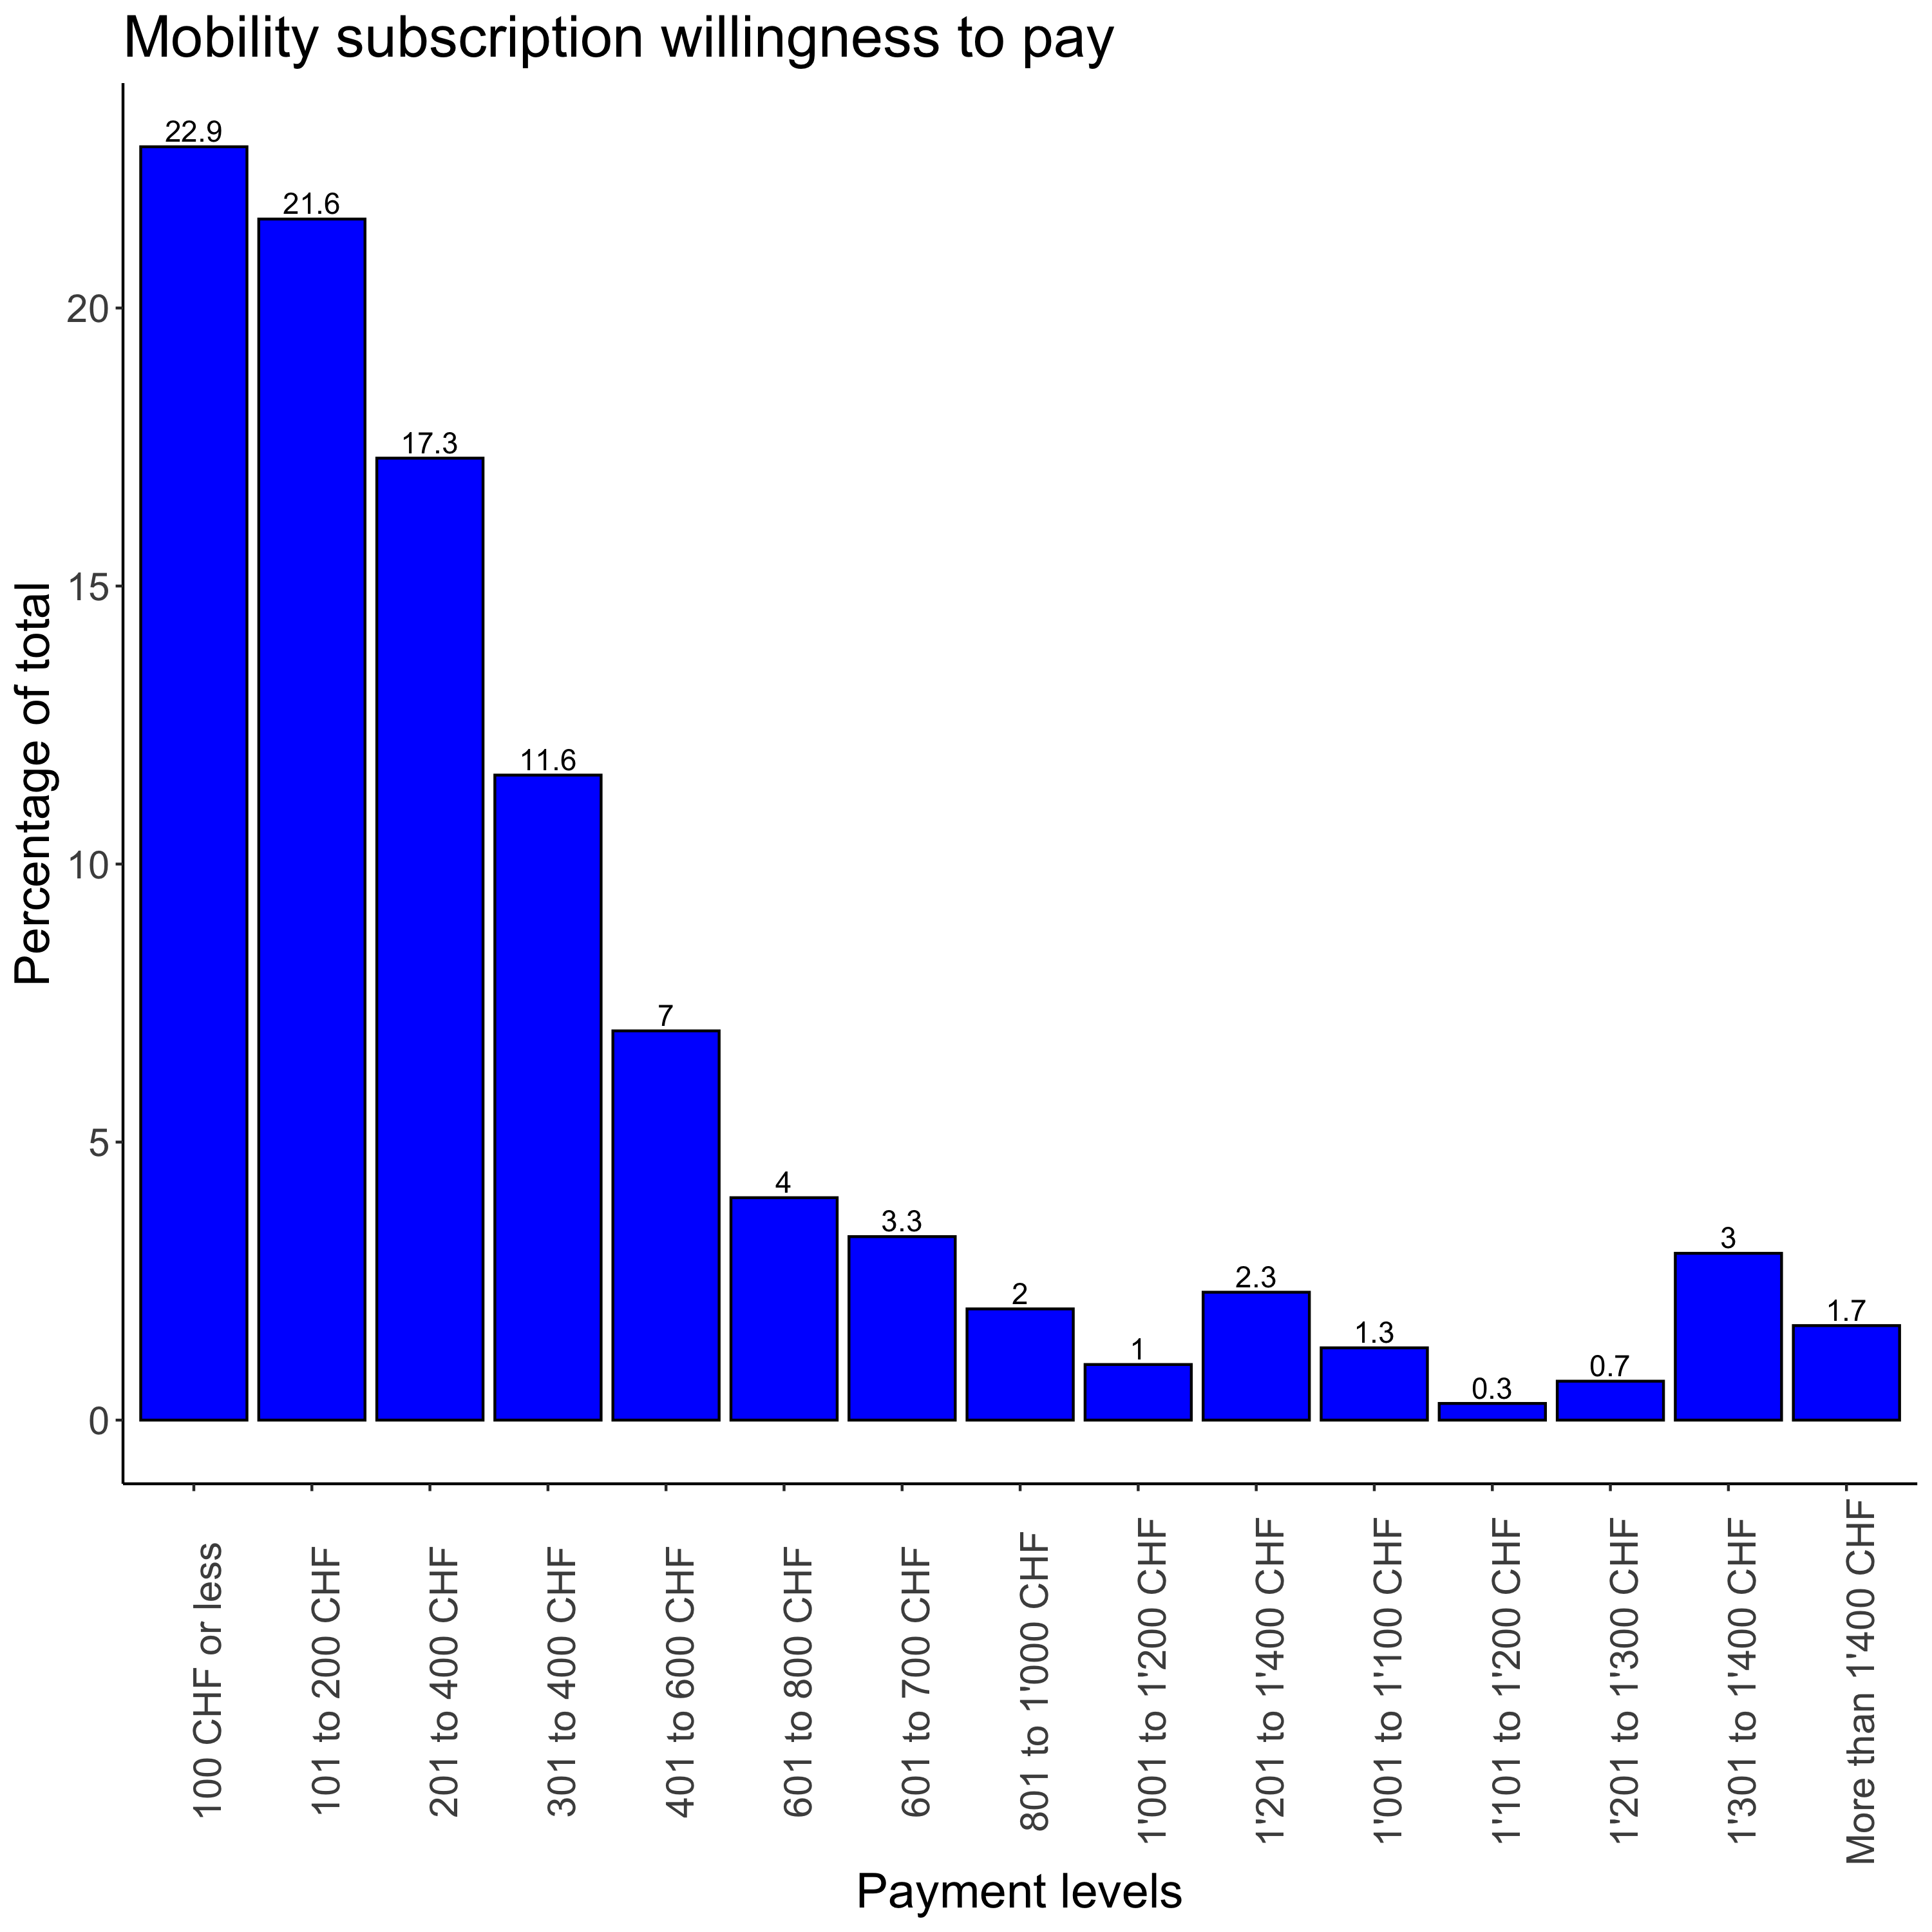 Mobility subscription willingness to pay
Percentage of total
20
15
10
5
0
22.9
21.6
17.3
11.6
7
4
3.3
2
1
2.3
1.3
0.3
0.7
3
1.7
100 CHF or less
101 to 200 CHF
201 to 400 CHF
301 to 400 CHF
401 to 600 CHF
601 to 800 CHF
601 to 700 CHF
801 to 1'000 CHF
1'001 to 1'200 CHF
1'201 to 1'400 CHF
1'001 to 1'100 CHF
1'101 to 1'200 CHF
1'201 to 1'300 CHF
1'301 to 1'400 CHF
More than 1'400 CHF
Payment levels